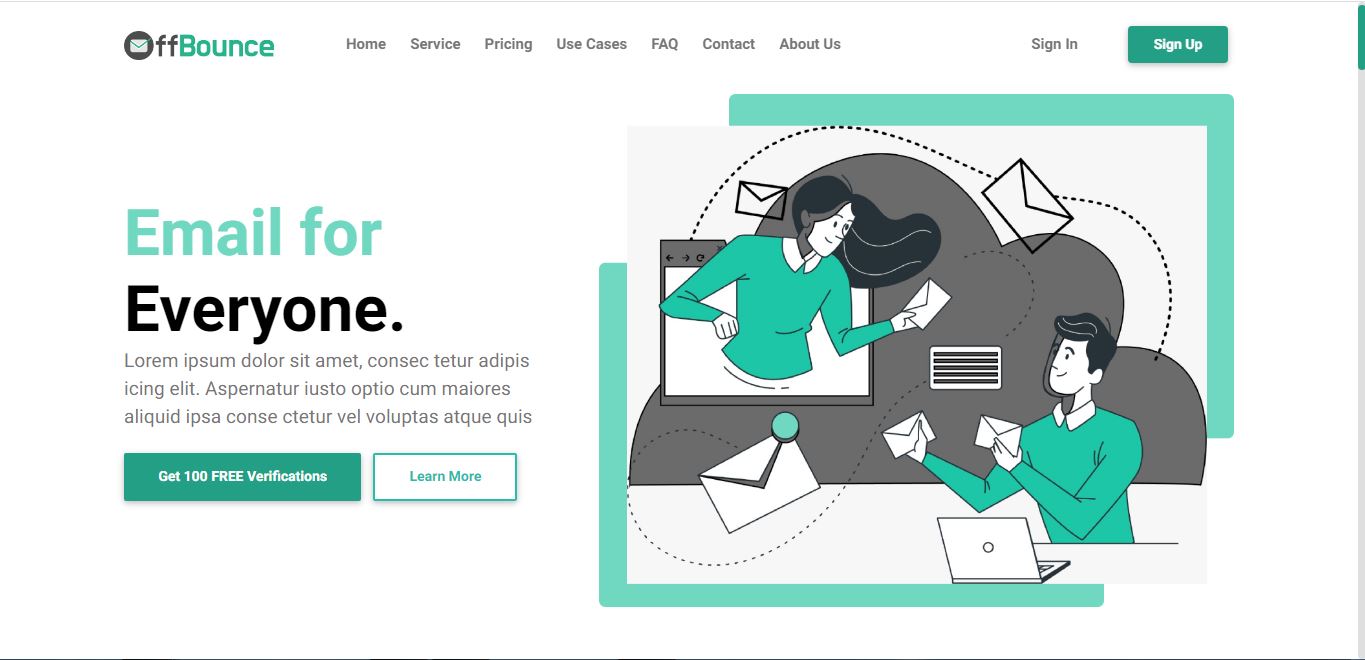 OffBounce
Home Service Pricing Use Cases FAQ Contact About Us Sign In Sign Up
Email for
Everyone.
Lorem ipsum dolor sit amet, consec tetur adipis
icing elit. Aspernatur iusto optio cum maiores
aliquid ipsa conse ctetur vel voluptas atque quis
Get 100 FREE Verifications Learn More